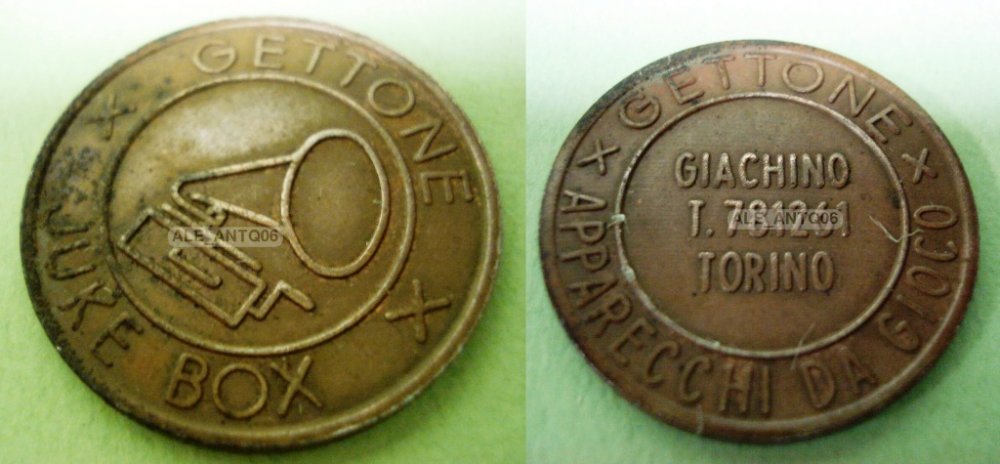 GETTONE
X JUKE BOX X
ALE_ANTQ06
X GETTONE X
GIACHINO
T. 781261
TORINO
APPARECCHI DA GIOCO
ALE_ANTQ06